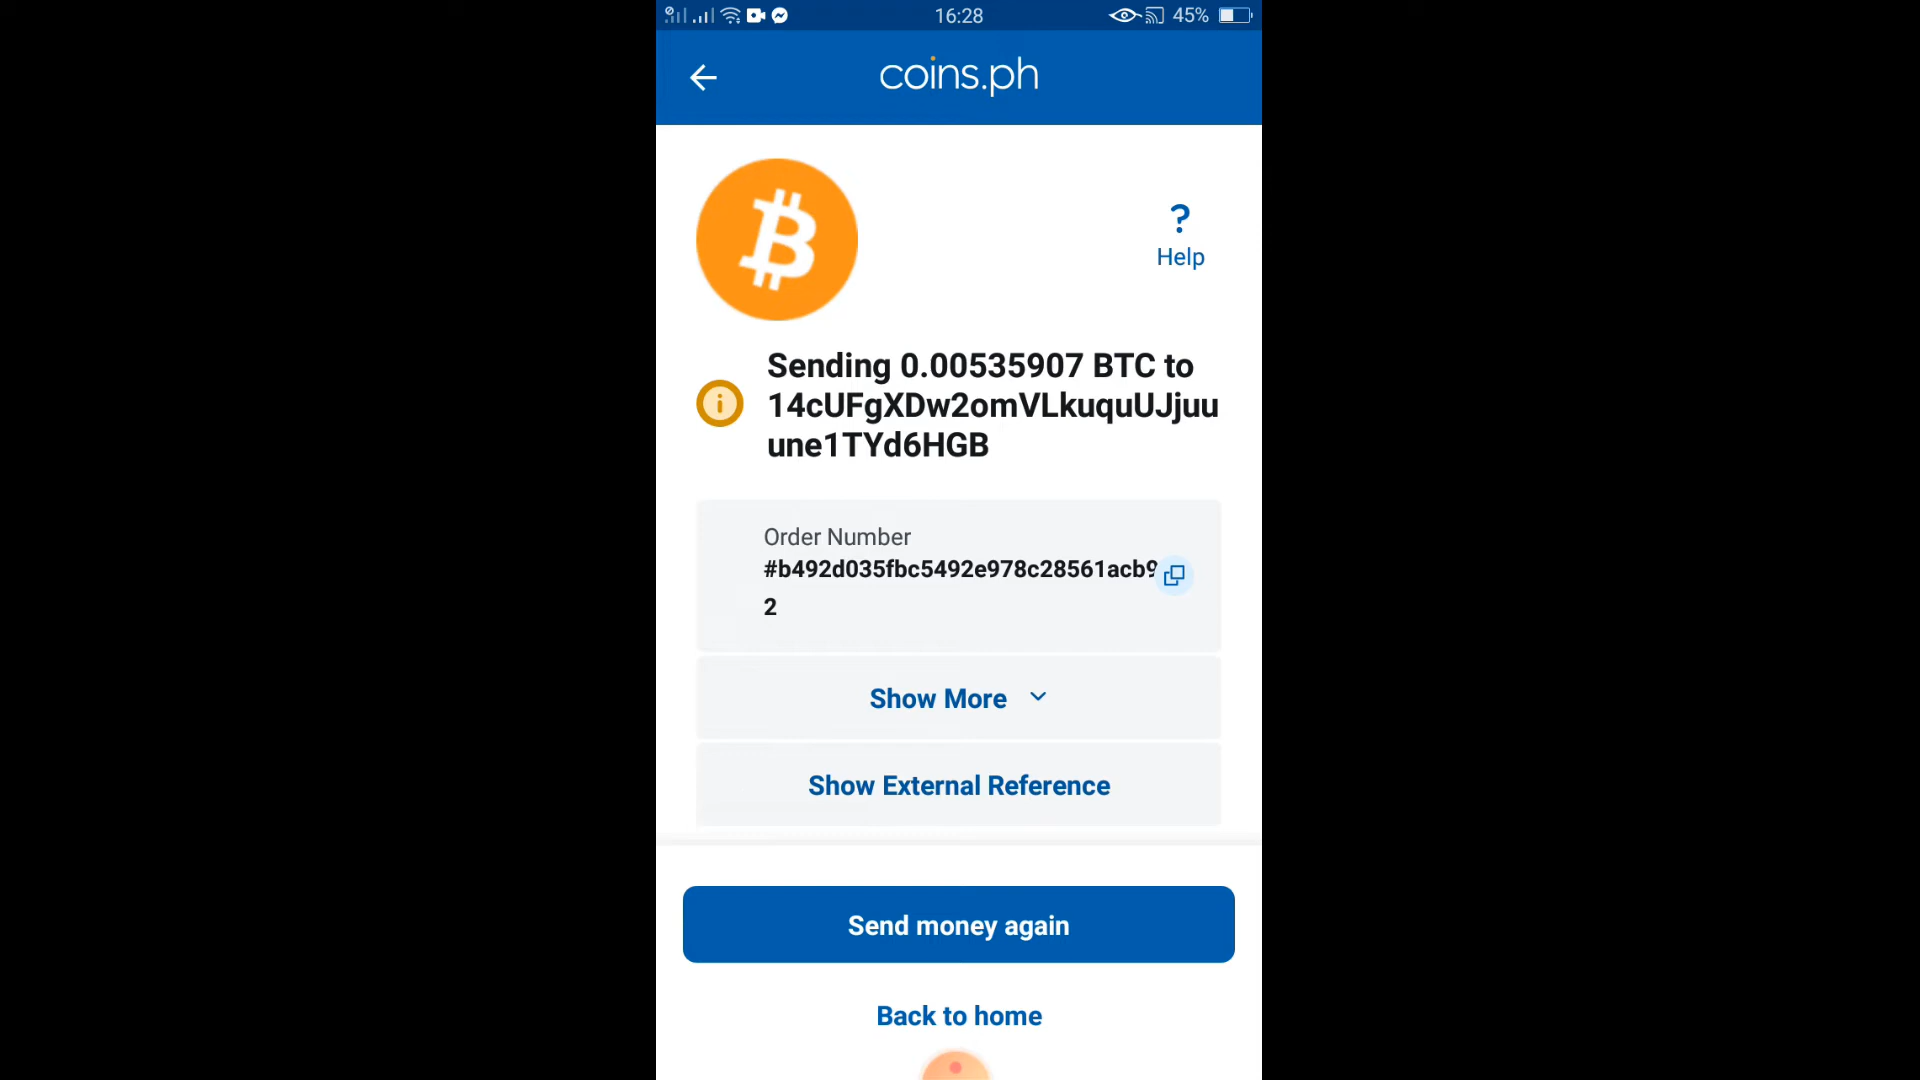 16:28
45%
coins.ph
?
Help
Sending 0.00535907 BTC to
14cUFgXDw2omVLkuquUJjuu
une1TYd6HGB
Order Number
#b492d035fbc5492e978c28561acb9
2
Show More
Show External Reference
Send money again
Back to home